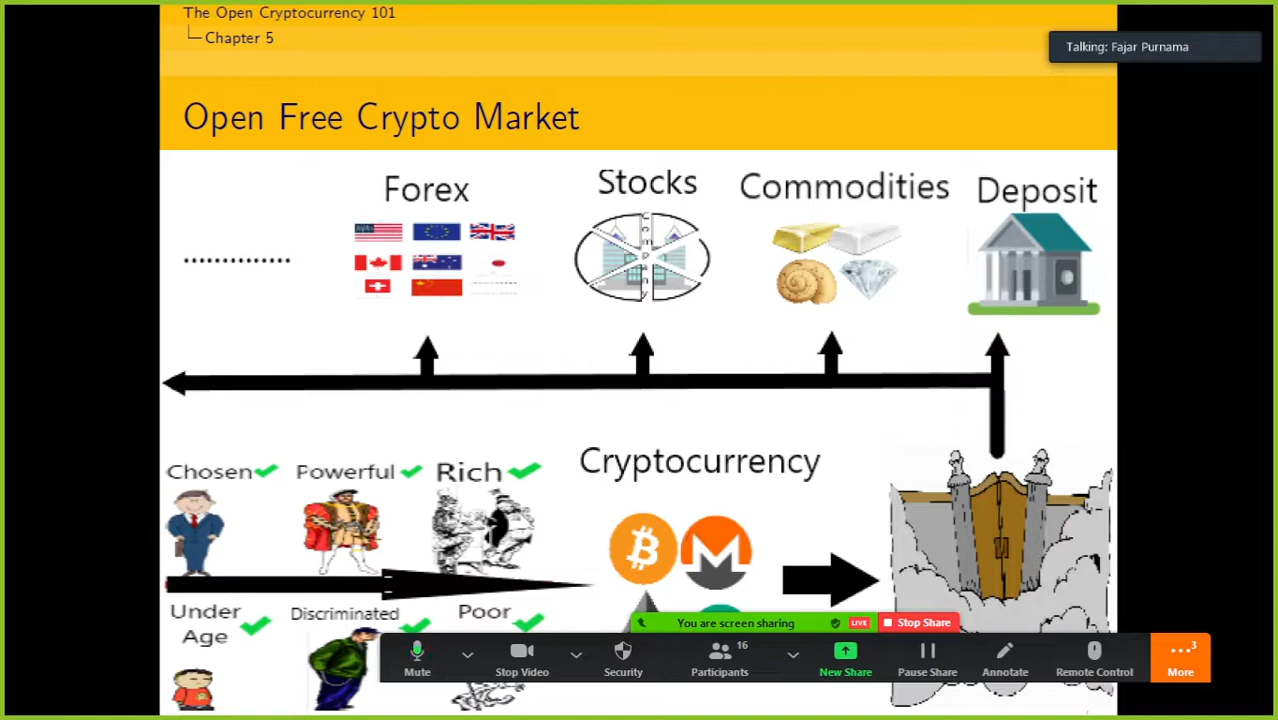 The Open Cryptocurrency 101
Chapter 5
Talking: Fajar Purnama
Open Free Crypto Market
Forex
Stocks
Commodities
Deposit
Company
Chosen
Powerful
Rich
Cryptocurrency
Under
Age
Discriminated
Poor
You are screen sharing
LIVE
Stop Share
Mute
Stop Video
Security
16
Participants
New Share
Pause Share
Annotate
Remote Control
3
More